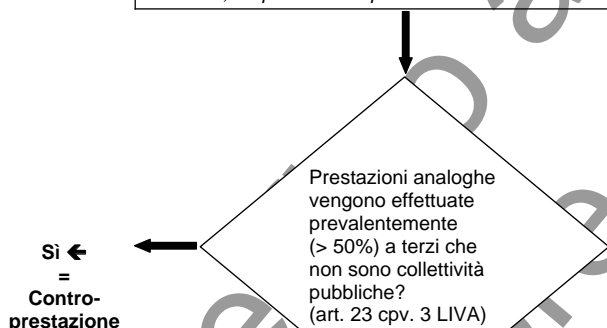 Prestazioni analoghe
vengono effettuate
prevalentemente
(> 50%) a terzi che
non sono collettività
pubbliche?
(art. 23 cpv. 3 LIVA)
Sì 🡸
=
Contro-
prestazione